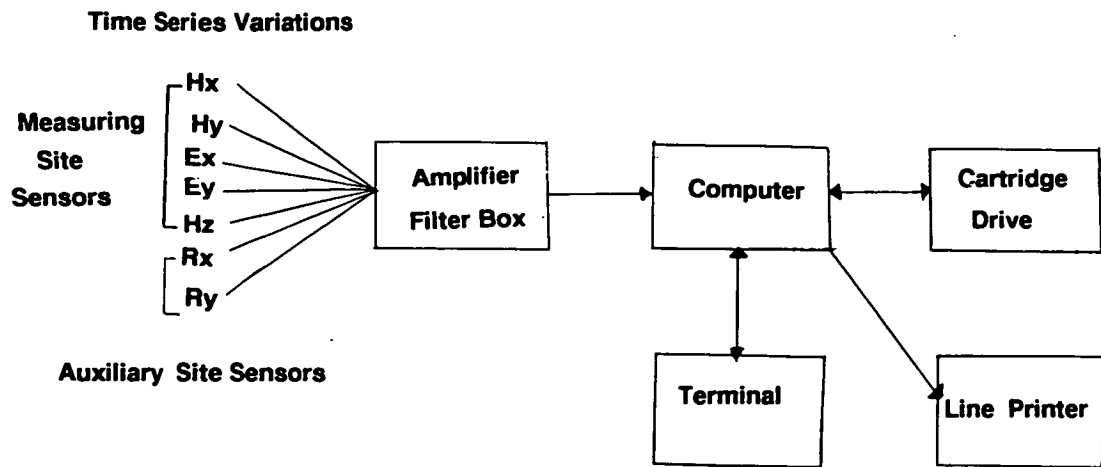 Time Series Variations
Measuring
Site
Sensors
Hx
Hy
Ex
Ey
Hz
Rx
Ry
Auxiliary Site Sensors
Amplifier
Filter Box
Computer
Cartridge
Drive
Terminal
Line Printer